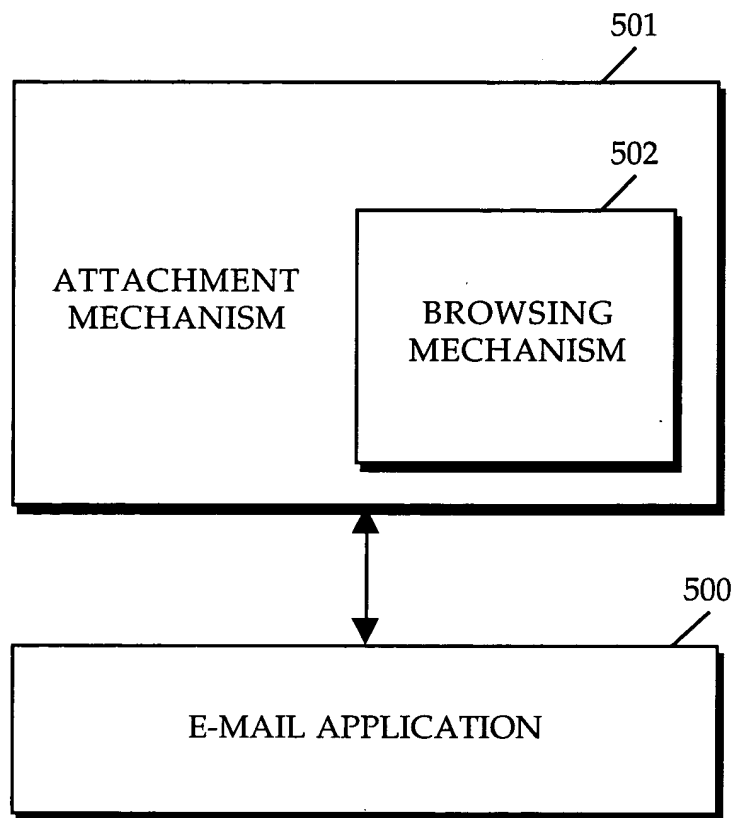 501
502
ATTACHMENT
MECHANISM
BROWSING
MECHANISM
500
E-MAIL APPLICATION